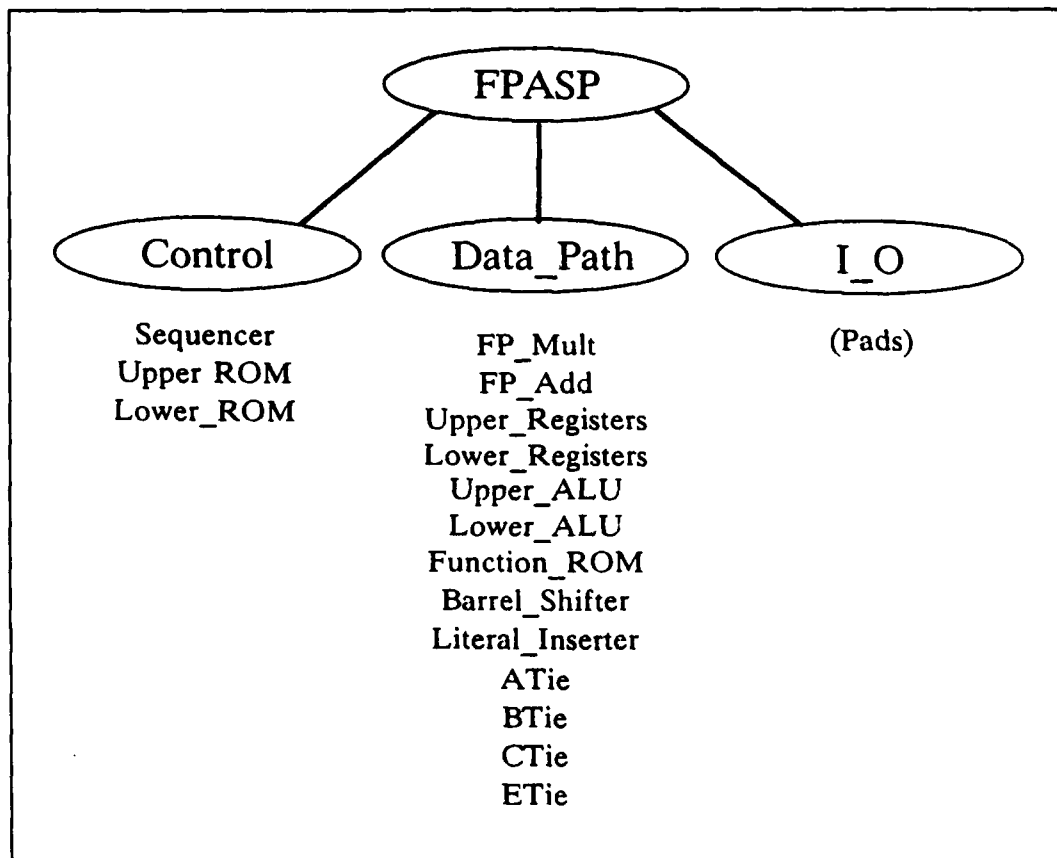 FPASP
Control
Data_Path
I_O
Sequencer
Upper ROM
Lower_ROM
FP_Mult
FP_Add
Upper_Registers
Lower_Registers
Upper_ALU
Lower_ALU
Function_ROM
Barrel_Shifter
Literal_Inserter
ATie
BTie
CTie
ETie
(Pads)